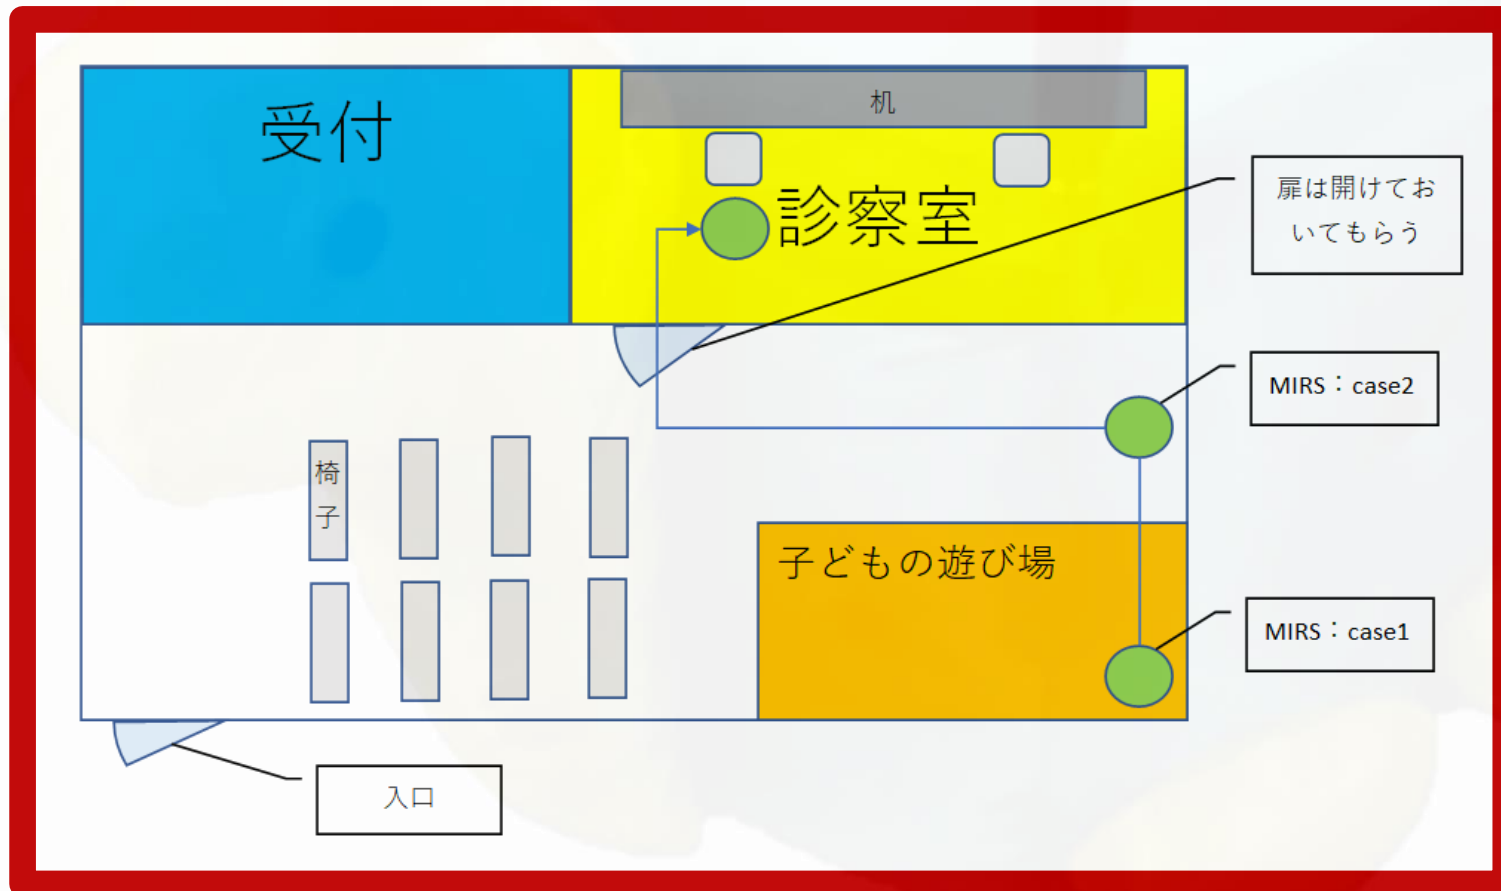 受付
机
診察室
扉は開けてお
いてもらう
MIRS：case2
椅
子
子どもの遊び場
MIRS：case1
入口